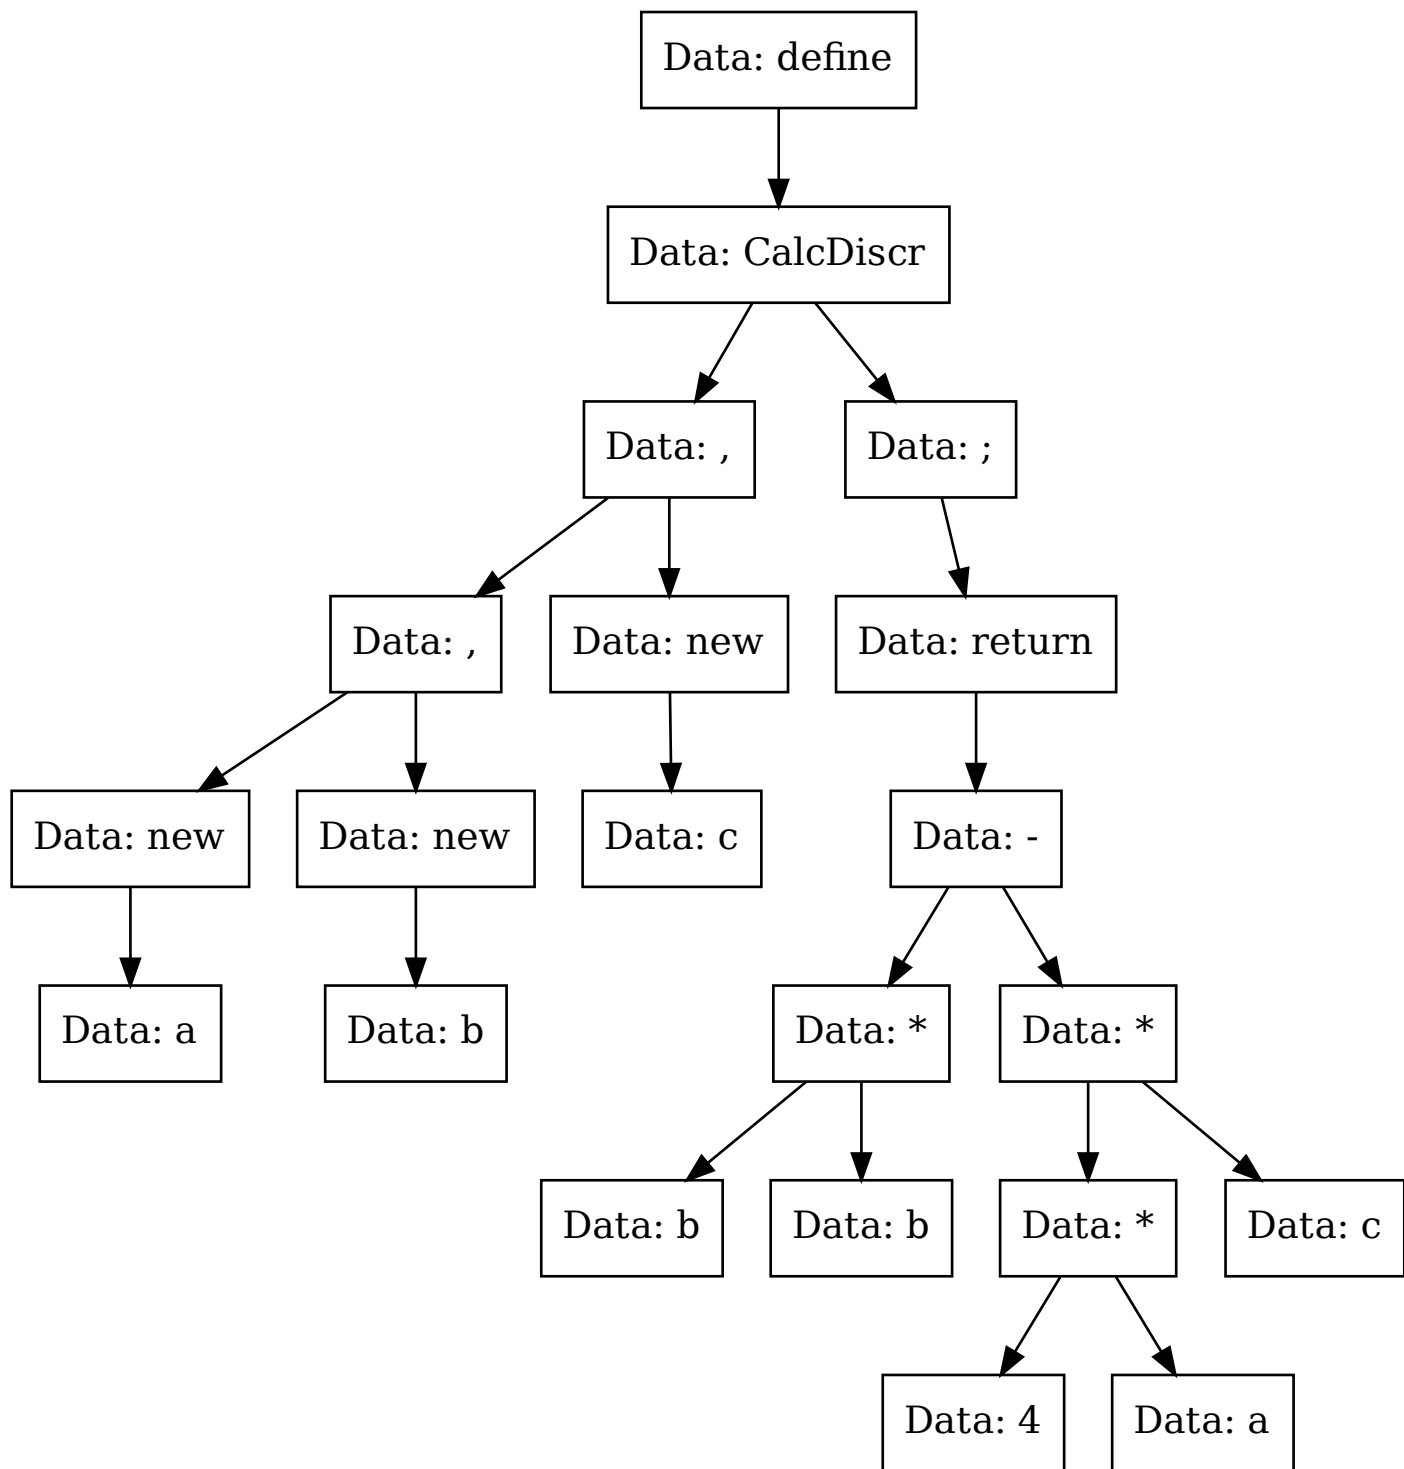 Data: define
Data: CalcDiscr
Data: ,
Data: ;
Data: ,
Data: new
Data: return
Data: new
Data: new
Data: c
Data: -
Data: a
Data: b
Data: *
Data: *
Data: b
Data: b
Data: *
Data: c
Data: 4
Data: a